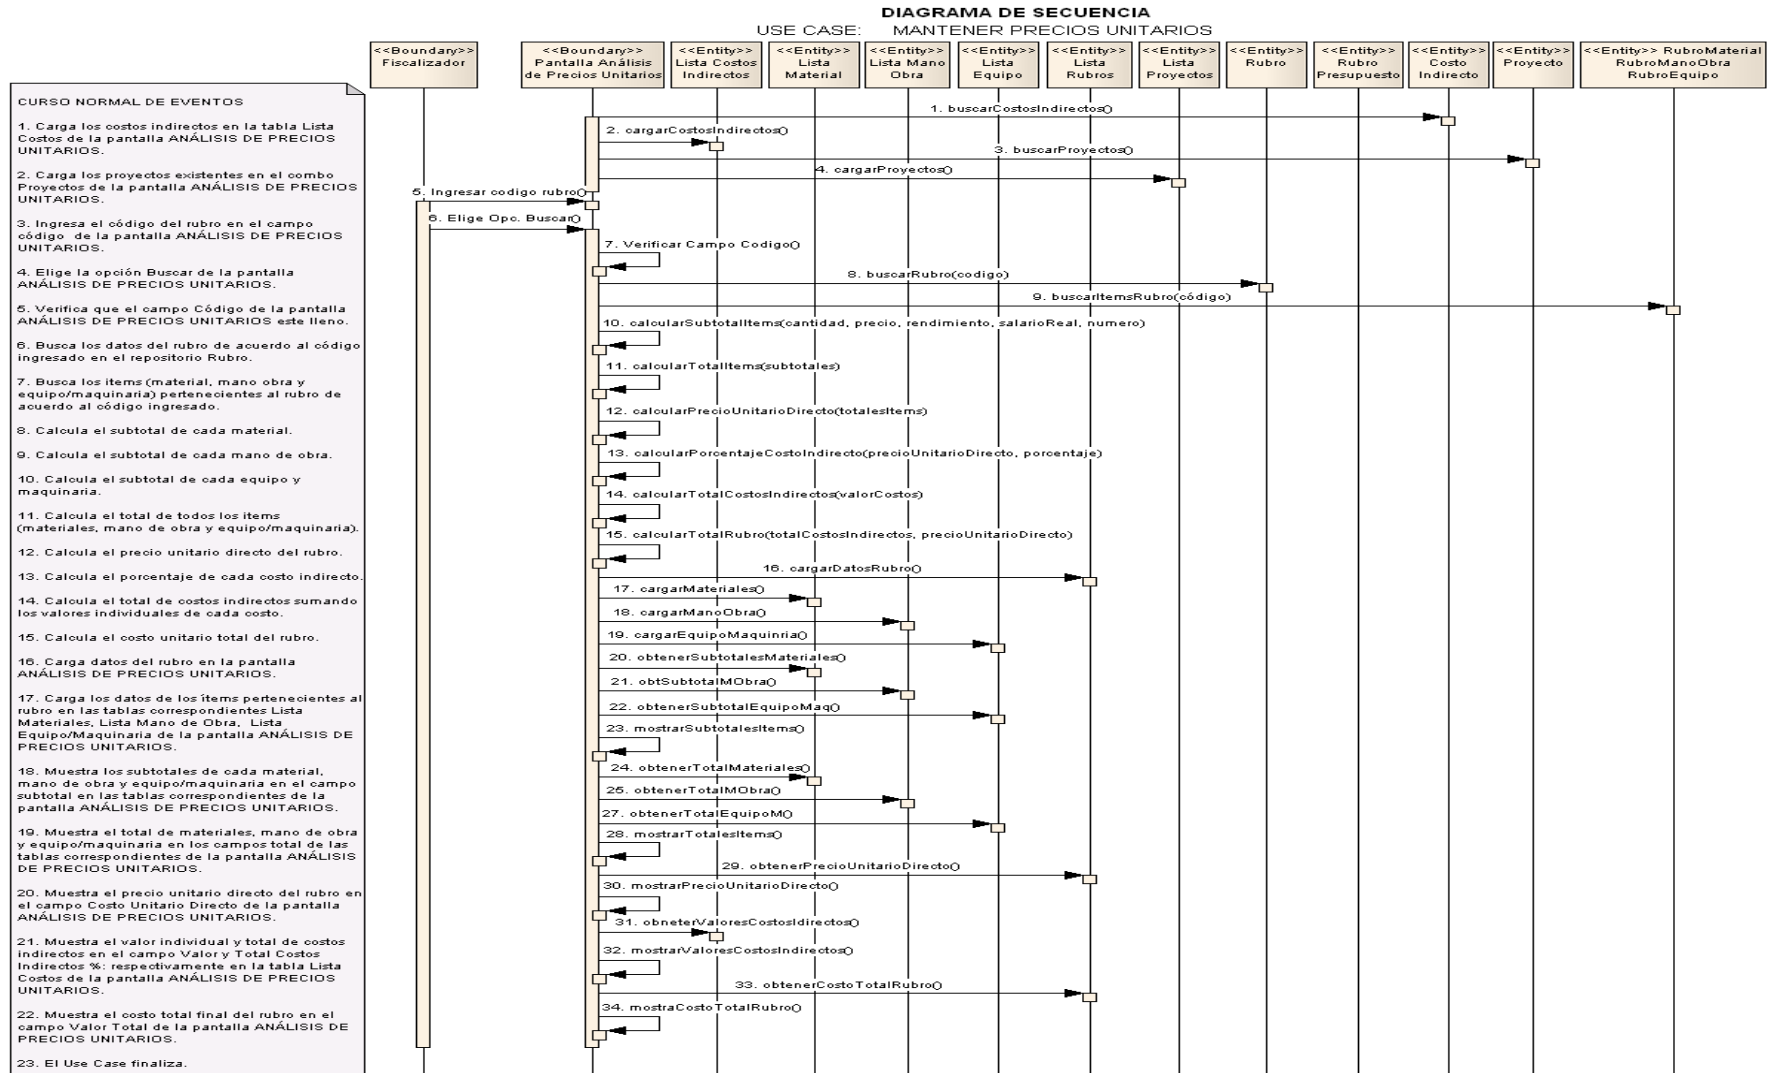 DIAGRAMA DE SECUENCIA
USE CASE: MANTENER PRECIOS UNITARIOS
<<Boundary>>
Fiscalizador
<<Boundary>>
Pantalla Análisis
de Precios Unitarios
<<Entity>>
Lista Costos
Indirectos
<<Entity>>
Lista
Material
<<Entity>>
Lista Mano
Obra
<<Entity>>
Lista
Equipo
<<Entity>>
Lista
Rubros
<<Entity>>
Lista
Proyectos
<<Entity>>
Rubro
<<Entity>>
Rubro
Presupuesto
<<Entity>>
Costo
Indirecto
<<Entity>>
Proyecto
<<Entity>> RubroMaterial
RubroManoObra
RubroEquipo
CURSO NORMAL DE EVENTOS
1. Carga los costos indirectos en la tabla Lista
Costos de la pantalla ANÁLISIS DE PRECIOS
UNITARIOS.
2. Carga los proyectos existentes en el combo
Proyectos de la pantalla ANÁLISIS DE PRECIOS
UNITARIOS.
3. Ingresa el código del rubro en el campo
código de la pantalla ANÁLISIS DE PRECIOS
UNITARIOS.
4. Elige la opción Buscar de la pantalla
ANÁLISIS DE PRECIOS UNITARIOS.
5. Verifica que el campo Código de la pantalla
ANÁLISIS DE PRECIOS UNITARIOS este lleno.
6. Busca los datos del rubro de acuerdo al código
ingresado en el repositorio Rubro.
7. Busca los items (material, mano obra y
equipo/maquinaria) pertenecientes al rubro de
acuerdo al código ingresado.
8. Calcula el subtotal de cada material.
9. Calcula el subtotal de cada mano de obra.
10. Calcula el subtotal de cada equipo y
maquinaria.
11. Calcula el total de todos los items
(materiales, mano de obra y equipo/maquinaria).
12. Calcula el precio unitario directo del rubro.
13. Calcula el porcentaje de cada costo indirecto.
14. Calcula el total de costos indirectos sumando
los valores individuales de cada costo.
15. Calcula el costo unitario total del rubro.
16. Carga datos del rubro en la pantalla
ANÁLISIS DE PRECIOS UNITARIOS.
17. Carga los datos de los ítems pertenecientes al
rubro en las tablas correspondientes Lista
Materiales, Lista Mano de Obra, Lista
Equipo/Maquinaria de la pantalla ANÁLISIS DE
PRECIOS UNITARIOS.
18. Muestra los subtotales de cada material,
mano de obra y equipo/maquinaria en el campo
subtotal en las tablas correspondientes de la
pantalla ANÁLISIS DE PRECIOS UNITARIOS.
19. Muestra el total de materiales, mano de obra
y equipo/maquinaria en los campos total de las
tablas correspondientes de la pantalla ANÁLISIS
DE PRECIOS UNITARIOS.
20. Muestra el precio unitario directo del rubro en
el campo Costo Unitario Directo de la pantalla
ANÁLISIS DE PRECIOS UNITARIOS.
21. Muestra el valor individual y total de costos
indirectos en el campo Valor y Total Costos
Indirectos %: respectivamente en la tabla Lista
Costos de la pantalla ANÁLISIS DE PRECIOS
UNITARIOS.
22. Muestra el costo total final del rubro en el
campo Valor Total de la pantalla ANÁLISIS DE
PRECIOS UNITARIOS.
23. El Use Case finaliza.
1. buscarCostosIndirectos()
2. cargarCostosIndirectos()
3. buscarProyectos()
4. cargarProyectos()
5. Ingresar codigo rubro()
6. Elige Opc. Buscar()
7. Verificar Campo Codigo()
8. buscarRubro(codigo)
9. buscarItemsRubro(código)
10. calcularSubtotalItems(cantidad, precio, rendimiento, salarioReal, numero)
11. calcularTotalItems(subtotales)
12. calcularPrecioUnitarioDirecto(totalesItems)
13. calcularPorcentajeCostoIndirecto(precioUnitarioDirecto, porcentaje)
14. calcularTotalCostosIndirectos(valorCostos)
15. calcularTotalRubro(totalCostosIndirectos, precioUnitarioDirecto)
16. cargarDatosRubro()
17. cargarMateriales()
18. cargarManoObra()
19. cargarEquipoMaquinria()
20. obtenerSubtotalesMateriales()
21. obtSubtotalMObra()
22. obtenerSubtotalEquipoMaq()
23. mostrarSubtotalesItems()
24. obtenerTotalMateriales()
25. obtenerTotalMObra()
27. obtenerTotalEquipoM()
28. mostrarTotalesItems()
29. obtenerPrecioUnitarioDirecto()
30. mostrarPrecioUnitarioDirecto()
31. obneterValoresCostosIdirectos()
32. mostrarValoresCostosIndirectos()
33. obtenerCostoTotalRubro()
34. mostraCostoTotalRubro()